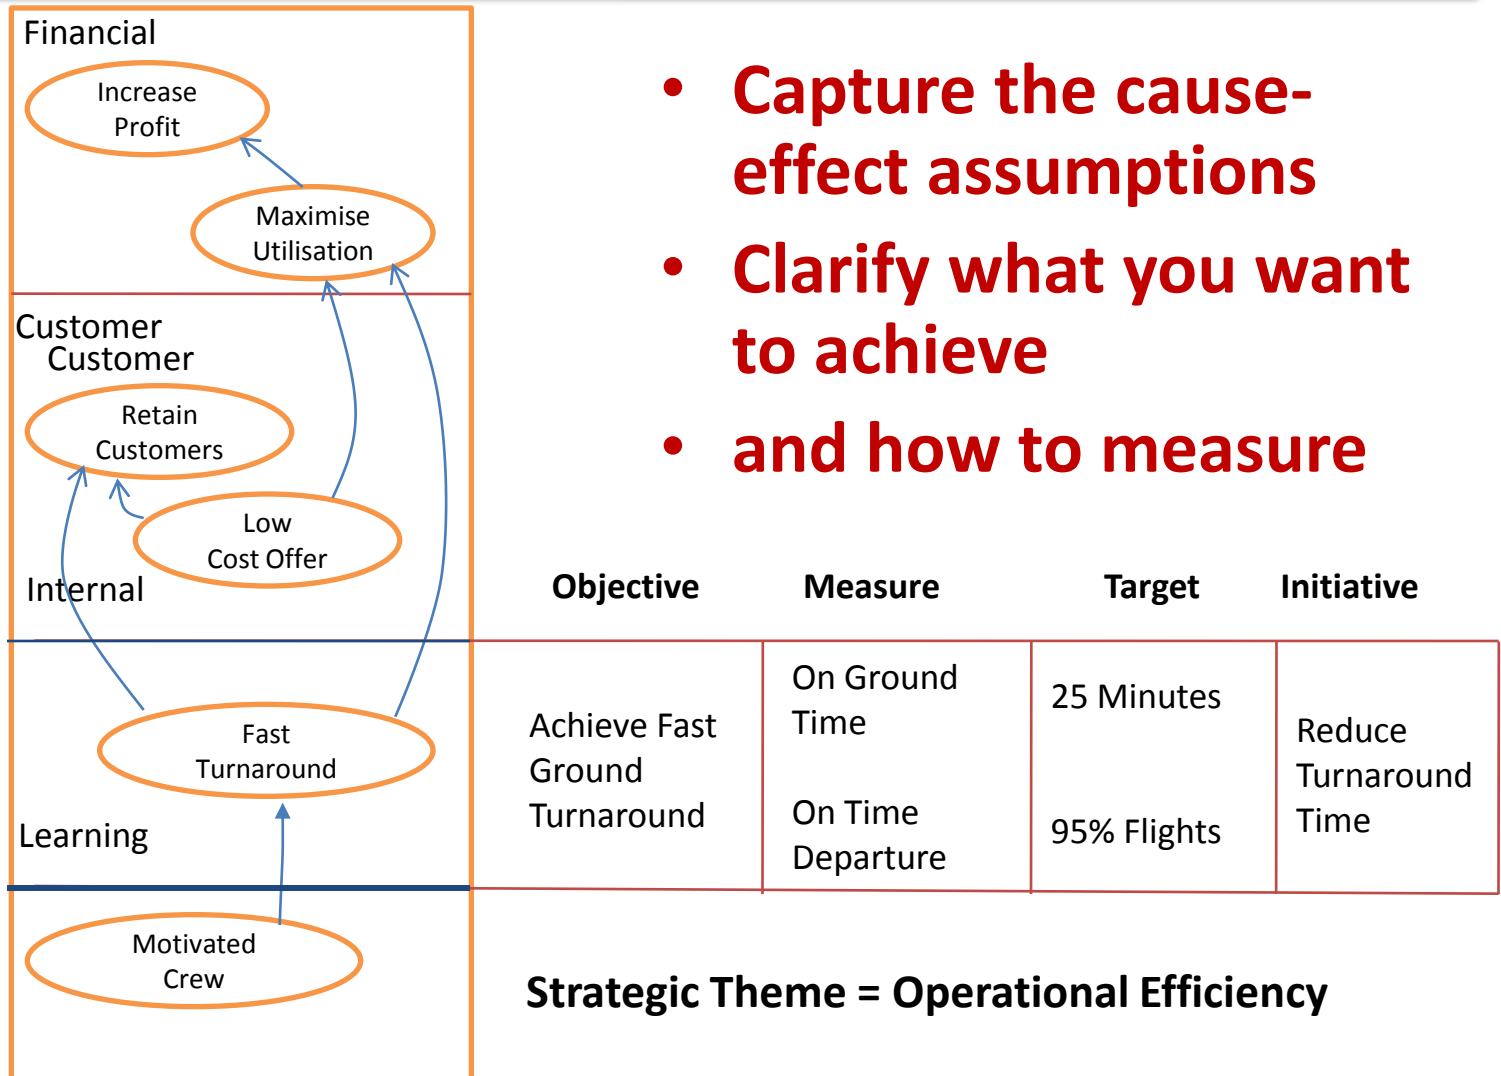 Financial
Increase
Profit
Maximise
Utilisation
Customer
Customer
Retain
Customers
Low
Cost Offer
Internal
Fast
Turnaround
Learning
Motivated
Crew
• Capture the cause-
effect assumptions
• Clarify what you want
to achieve
• and how to measure
Objective Measure Target Initiative
Achieve Fast
Ground
Turnaround
On Ground
Time
On Time
Departure
25 Minutes
95% Flights
Reduce
Turnaround
Time
Strategic Theme = Operational Efficiency